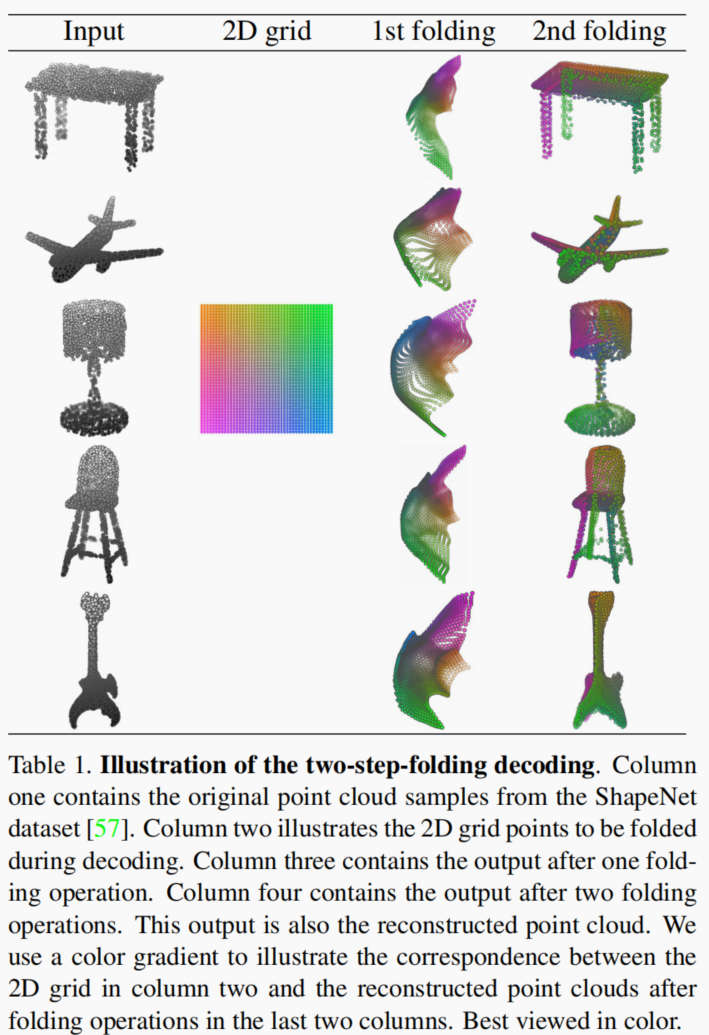 Input 2D grid 1st folding 2nd folding
Table 1. Illustration of the two-step-folding decoding. Column
one contains the original point cloud samples from the ShapeNet
dataset [57]. Column two illustrates the 2D grid points to be folded
during decoding. Column three contains the output after one fold-
ing operation. Column four contains the output after two folding
operations. This output is also the reconstructed point cloud. We
use a color gradient to illustrate the correspondence between the
2D grid in column two and the reconstructed point clouds after
folding operations in the last two columns. Best viewed in color.